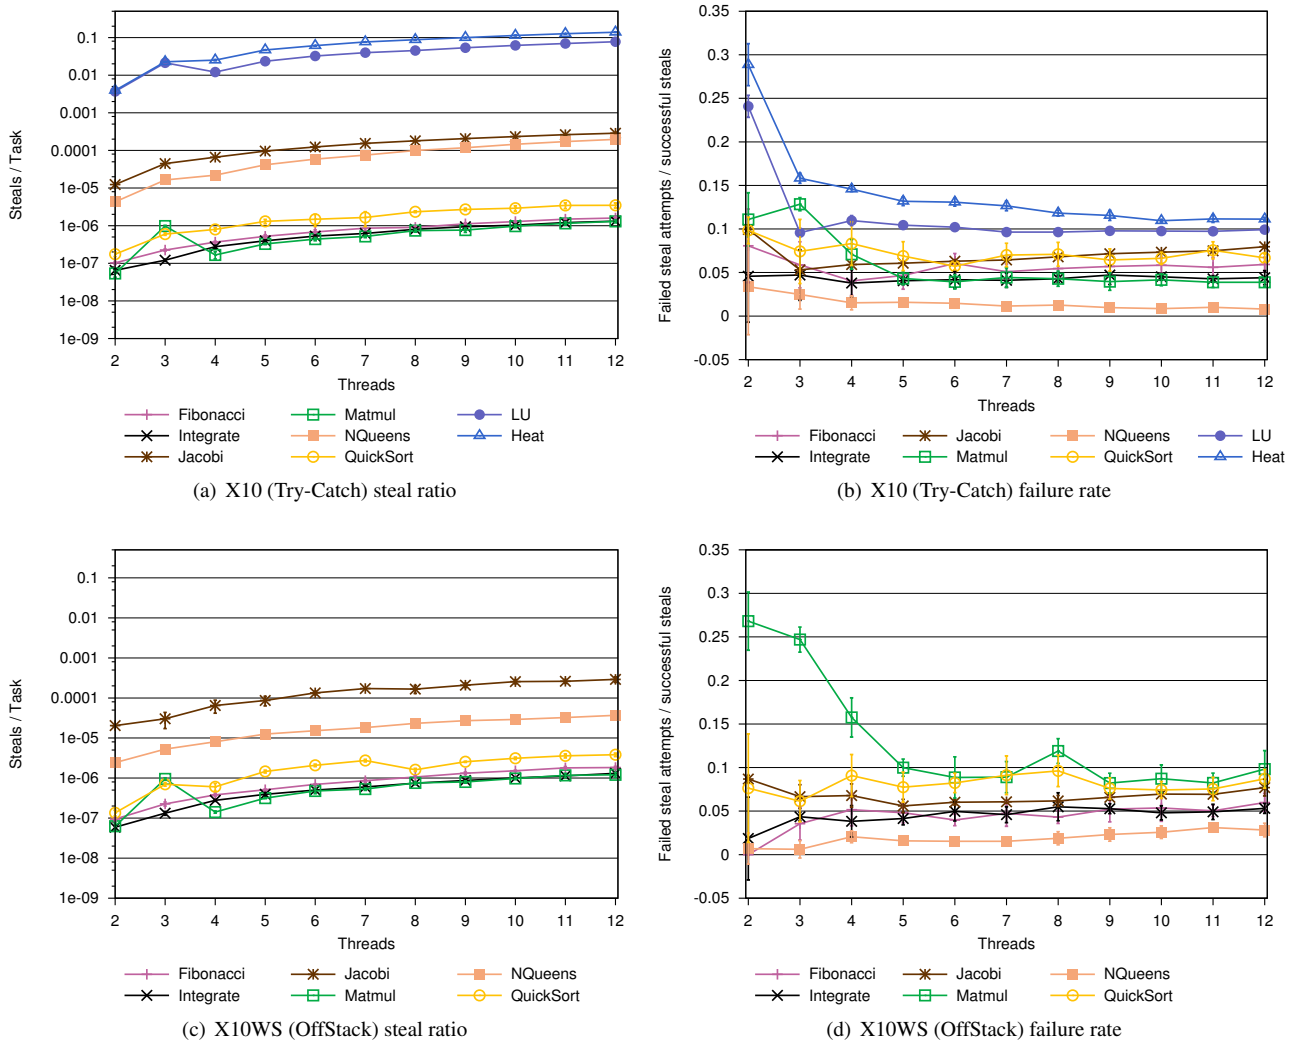 Steals / Task
0.1
0.01
0.001
0.0001
1e-05
1e-06
1e-07
1e-08
1e-09
2 3 4 5 6 7 8 9 10 11 12
Threads
Fibonacci Matmul LU
Integrate NQueens Heat
Jacobi QuickSort
(a) X10 (Try-Catch) steal ratio
Failed steal attempts / successful steals
0.35
0.3
0.25
0.2
0.15
0.1
0.05
0
-0.05
2 3 4 5 6 7 8 9 10 11 12
Threads
Fibonacci Jacobi NQueens LU
Integrate Matmul QuickSort Heat
(b) X10 (Try-Catch) failure rate
Steals / Task
0.1
0.01
0.001
0.0001
1e-05
1e-06
1e-07
1e-08
1e-09
2 3 4 5 6 7 8 9 10 11 12
Threads
Fibonacci Jacobi NQueens
Integrate Matmul QuickSort
(c) X10WS (OffStack) steal ratio
Failed steal attempts / successful steals
0.35
0.3
0.25
0.2
0.15
0.1
0.05
0
-0.05
2 3 4 5 6 7 8 9 10 11 12
Threads
Fibonacci Jacobi NQueens
Integrate Matmul QuickSort
(d) X10WS (OffStack) failure rate